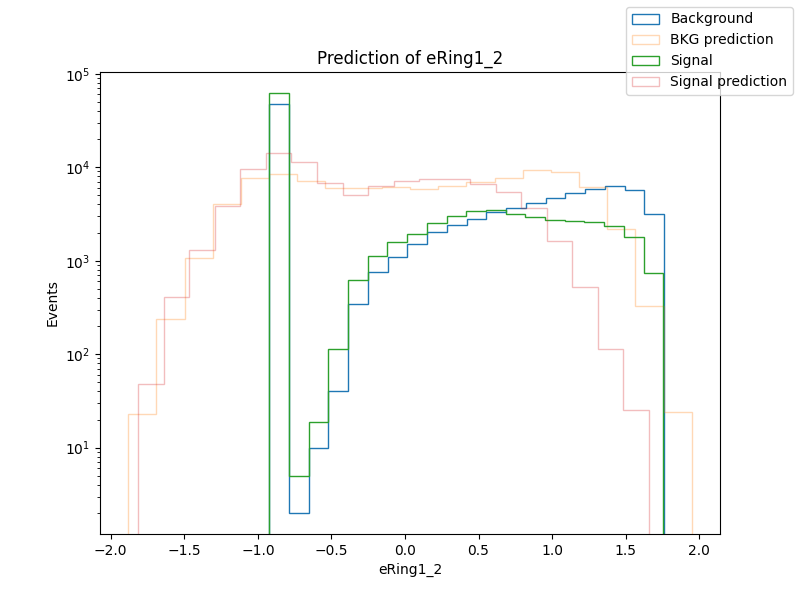 Prediction of eRing1_2
Background
BKG prediction
Signal
Signal prediction
10^5
10^4
10^3
10^2
10^1
Events
−2.0 −1.5 −1.0 −0.5 0.0 0.5 1.0 1.5 2.0
eRing1_2